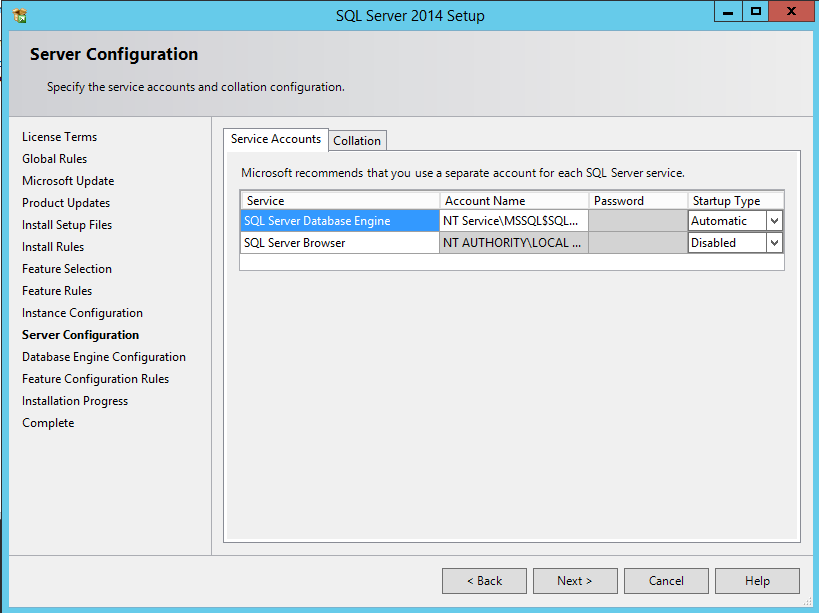 SQL Server 2014 Setup
Server Configuration
Specify the service accounts and collation configuration.
License Terms
Global Rules
Microsoft Update
Product Updates
Install Setup Files
Install Rules
Feature Selection
Feature Rules
Instance Configuration
Server Configuration
Database Engine Configuration
Feature Configuration Rules
Installation Progress
Complete
Service Accounts Collation
Microsoft recommends that you use a separate account for each SQL Server service.
Service Account Name Password Startup Type
SQL Server Database Engine NT Service\MSSQL$SQL... Automatic
SQL Server Browser NT AUTHORITY\LOCAL ... Disabled
< Back Next > Cancel Help